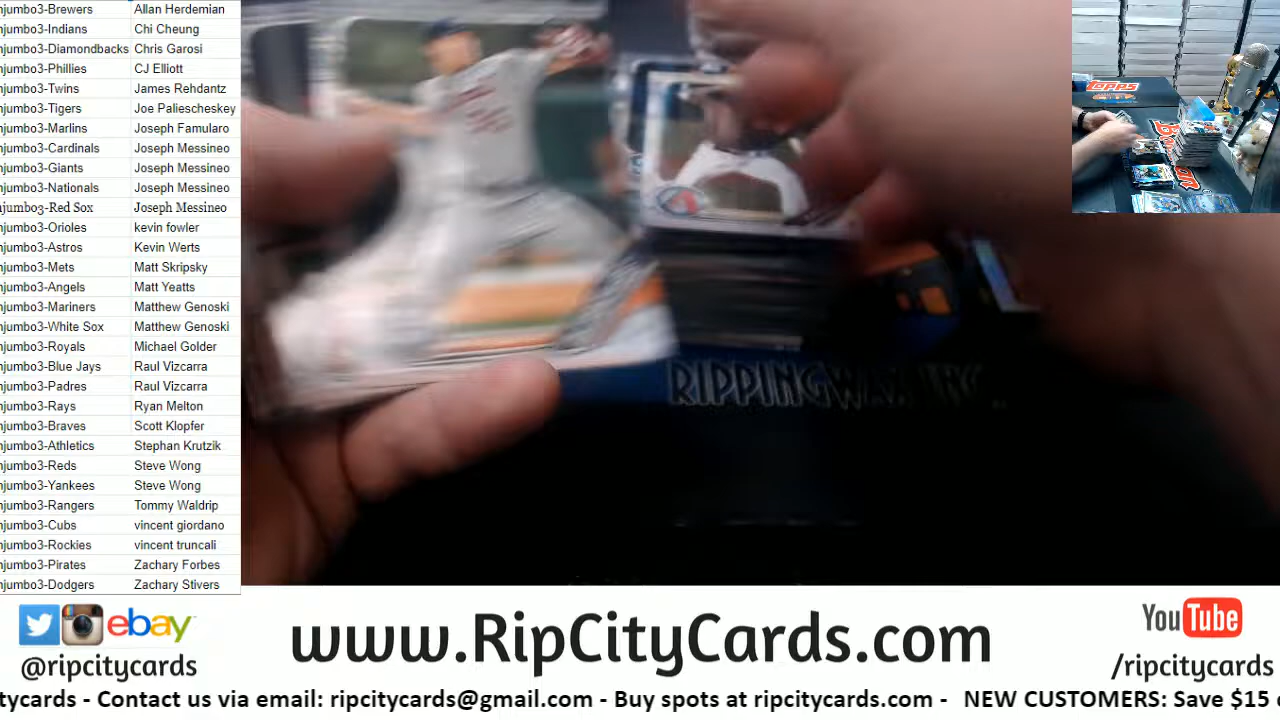 njumbo3-Brewers Allan Herdemian
njumbo3-Indians Chi Cheung
njumbo3-Diamondbacks Chris Garosi
njumbo3-Phillies CJ Elliott
njumbo3-Twins James Rehdantz
njumbo3-Tigers Joe Paliescheskey
njumbo3-Marlins Joseph Famularo
njumbo3-Cardinals Joseph Messineo
njumbo3-Giants Joseph Messineo
njumbo3-Nationals Joseph Messineo
njumbo3-Red Sox Joseph Messineo
njumbo3-Orioles kevin fowler
njumbo3-Astros Kevin Werts
njumbo3-Mets Matt Skripsky
njumbo3-Angels Matt Yeatts
njumbo3-Mariners Matthew Genoski
njumbo3-White Sox Matthew Genoski
njumbo3-Royals Michael Golder
njumbo3-Blue Jays Raul Vizcarra
njumbo3-Padres Raul Vizcarra
njumbo3-Rays Ryan Melton
njumbo3-Braves Scott Klopfer
njumbo3-Athletics Stephan Krutzik
njumbo3-Reds Steve Wong
njumbo3-Yankees Steve Wong
njumbo3-Rangers Tommy Waldrip
njumbo3-Cubs vincent giordano
njumbo3-Rockies vincent truncali
njumbo3-Pirates Zachary Forbes
njumbo3-Dodgers Zachary Stivers
Topps
RIPPINGWAX
ebay
@ripcitycards
www.RipCityCards.com
YouTube
/ripcitycards
tycards - Contact us via email: ripcitycards@gmail.com - Buy spots at ripcitycards.com - NEW CUSTOMERS: Save $15